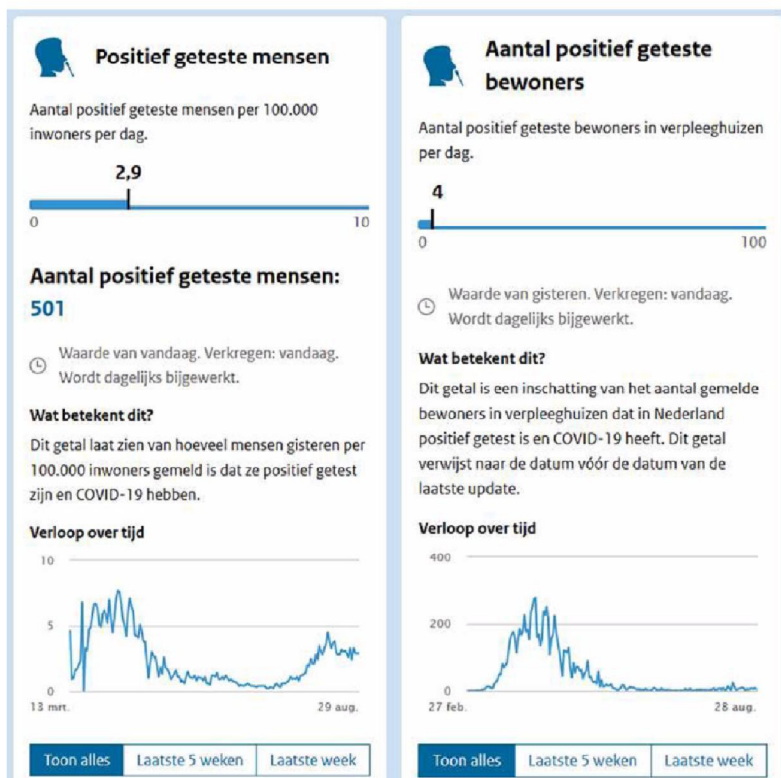 Positief geteste mensen
Aantal positief geteste mensen per 100.000
inwoners per dag.
2,9
0
10
Aantal positief geteste mensen:
501
Waarde van vandaag. Verkregen: vandaag.
Wordt dagelijks bijgewerkt.
Wat betekent dit?
Dit getal laat zien van hoeveel mensen gisteren per
100.000 inwoners gemeld is dat ze positief getest
zijn en COVID-19 hebben.
Verloop over tijd
10
5
0
13 mrt.
29 aug.
Toon alles
Laatste 5 weken
Laatste week
Aantal positief geteste
bewoners
Aantal positief geteste bewoners in verpleeghuizen
per dag.
4
0
100
Waarde van gisteren. Verkregen: vandaag.
Wordt dagelijks bijgewerkt.
Wat betekent dit?
Dit getal is een inschatting van het aantal gemelde
bewoners in verpleeghuizen dat in Nederland
positief getest is en COVID-19 heeft. Dit getal
verwijst naar de datum vóór de datum van de
laatste update.
Verloop over tijd
400
200
0
27 feb.
28 aug.
Toon alles
Laatste 5 weken
Laatste week